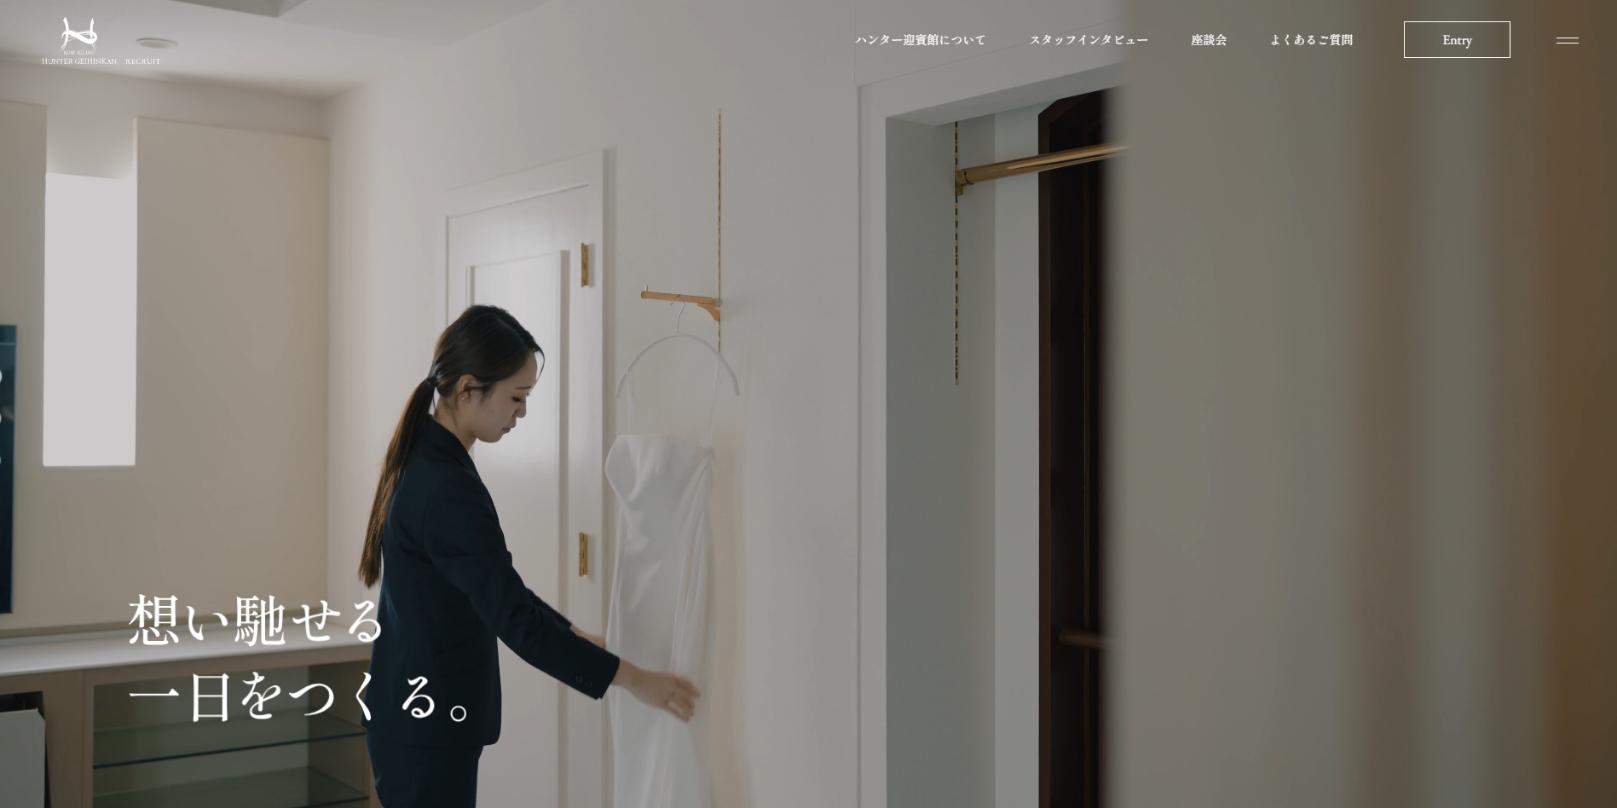 HUNTER GEIHINKAN RECRUIT
ハンター迎賓館について
スタッフインタビュー
座談会
よくあるご質問
Entry
想い馳せる
一日をつくる。